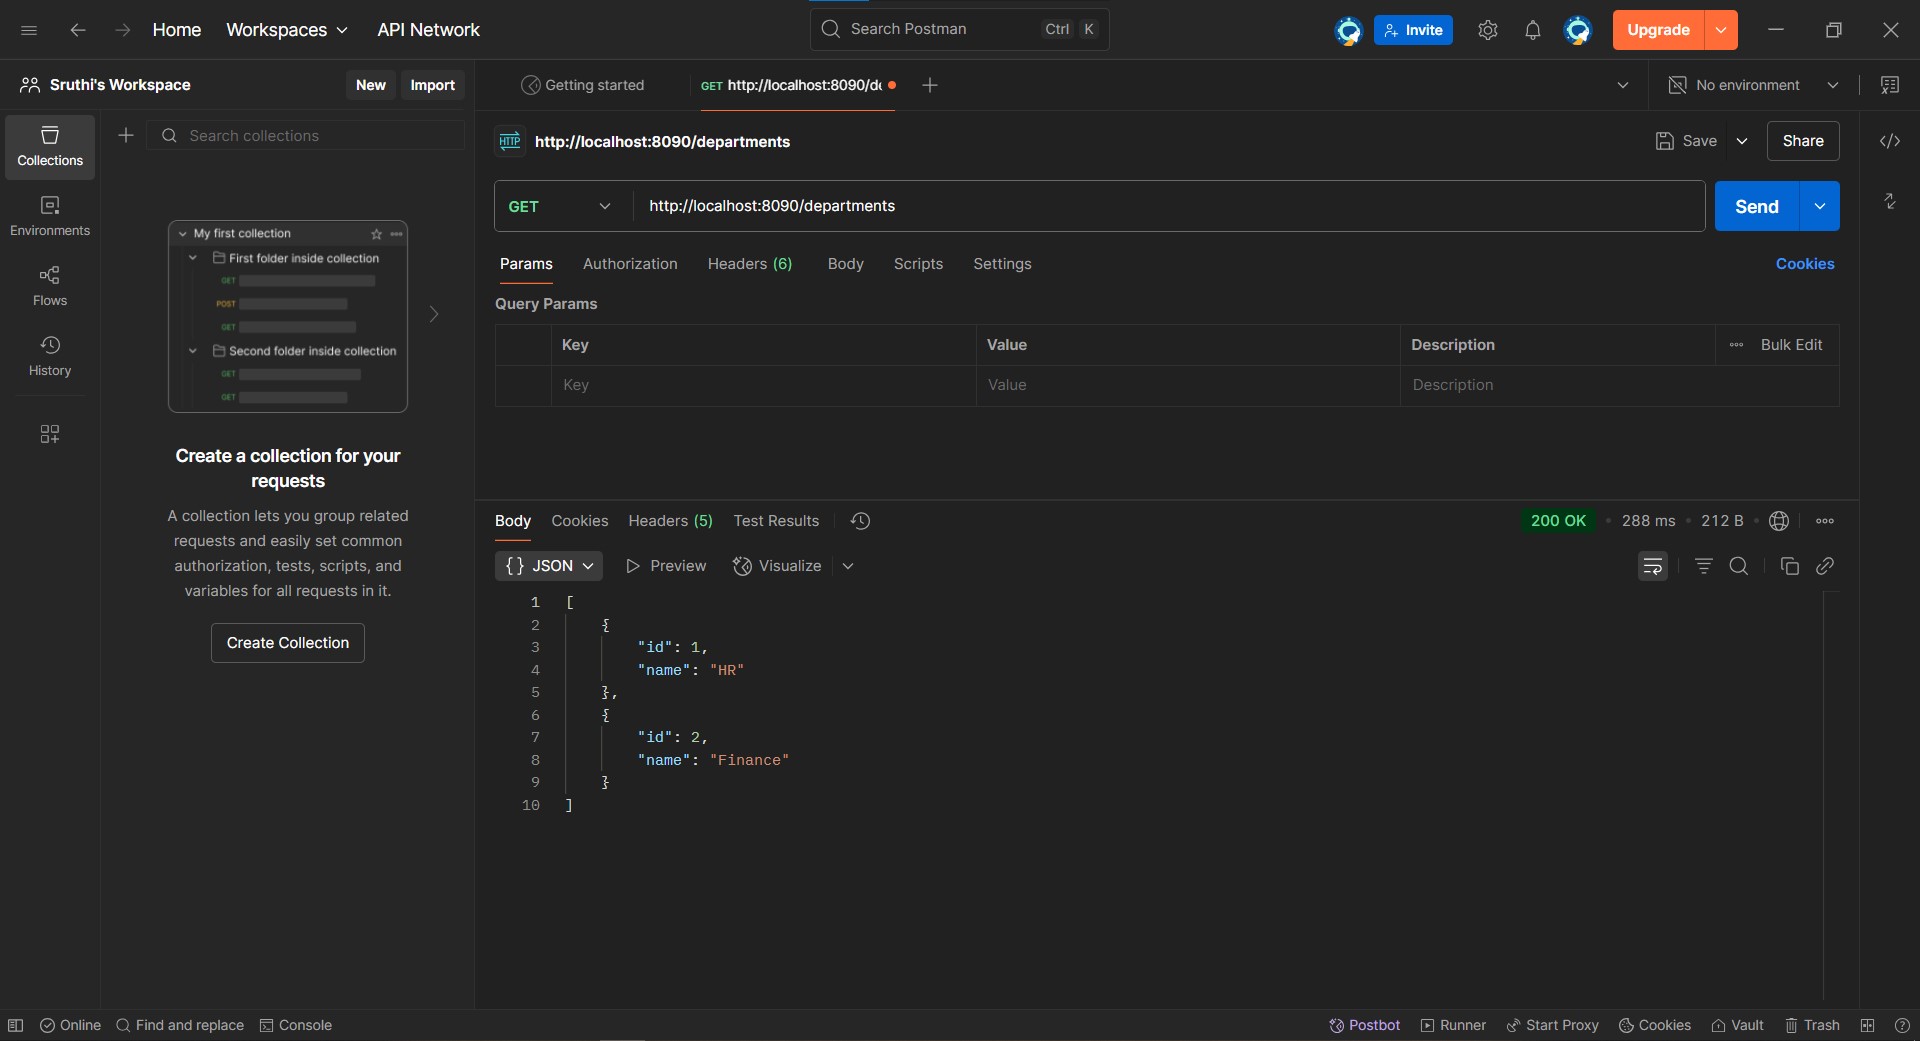 Home Workspaces API Network Search Postman Ctrl K Invite Upgrade
Sruthi's Workspace New Import Getting started GET http://localhost:8090/de No environment
Collections
Search collections
http://localhost:8090/departments Save Share
Environments
GET http://localhost:8090/departments Send
Flows
History
My first collection
First folder inside collection
GET
POST
GET
Second folder inside collection
GET
GET
Create a collection for your
requests
A collection lets you group related
requests and easily set common
authorization, tests, scripts, and
variables for all requests in it.
Create Collection
Params Authorization Headers (6) Body Scripts Settings Cookies
Query Params
Key Value Description Bulk Edit
Key Value Description
Body Cookies Headers (5) Test Results 200 OK 288 ms 212 B
{} JSON Preview Visualize
1 [
2 {
3 "id": 1,
4 "name": "HR"
5 },
6 {
7 "id": 2,
8 "name": "Finance"
9 }
10 ]
Online Find and replace Console Postbot Runner Start Proxy Cookies Vault Trash